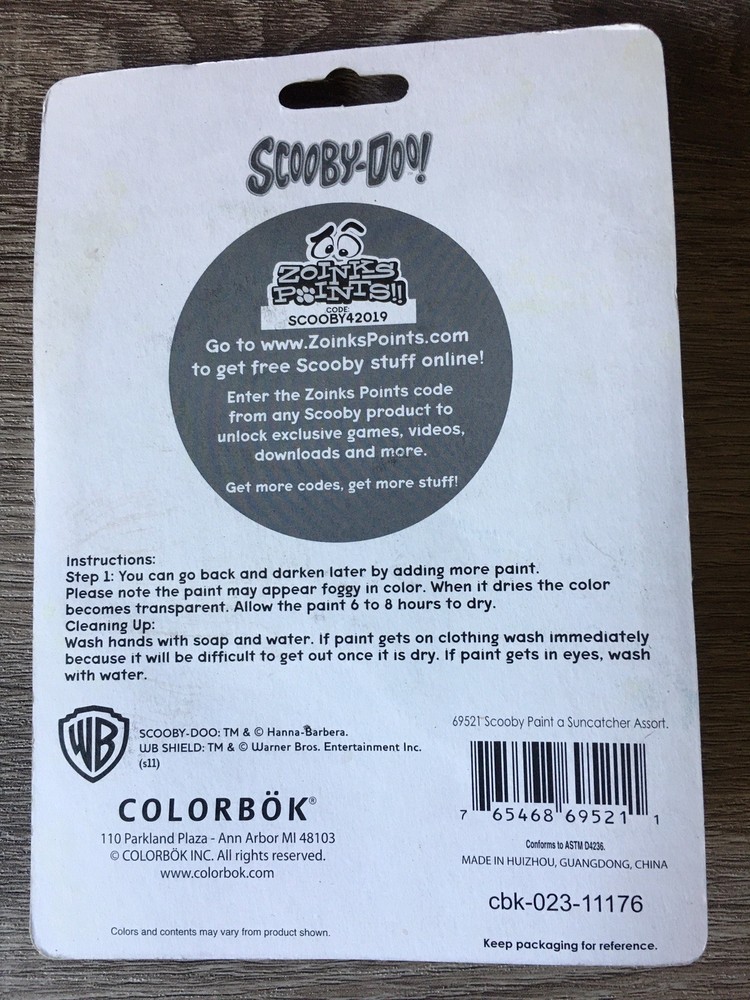 SCOOBY-DOO!
ZOINKS
POINTS!!
CODE:
SCOOBY42019
Go to www.ZoinksPoints.com
to get free Scooby stuff online!
Enter the Zoinks Points code
from any Scooby product to
unlock exclusive games, videos,
downloads and more.
Get more codes, get more stuff!
Instructions:
Step 1: You can go back and darken later by adding more paint.
Please note the paint may appear foggy in color. When it dries the color
becomes transparent. Allow the paint 6 to 8 hours to dry.
Cleaning Up:
Wash hands with soap and water. If paint gets on clothing wash immediately
because it will be difficult to get out once it is dry. If paint gets in eyes, wash
with water.
WB
SCOOBY-DOO: TM & © Hanna-Barbera.
WB SHIELD: TM & © Warner Bros. Entertainment Inc.
(s11)
COLORBÖK®
110 Parkland Plaza - Ann Arbor MI 48103
© COLORBÖK INC. All rights reserved.
www.colorbok.com
Colors and contents may vary from product shown.
69521 Scooby Paint a Suncatcher Assort.
7 65468 69521 1
Conforms to ASTM D4236.
MADE IN HUIZHOU, GUANGDONG, CHINA
cbk-023-11176
Keep packaging for reference.